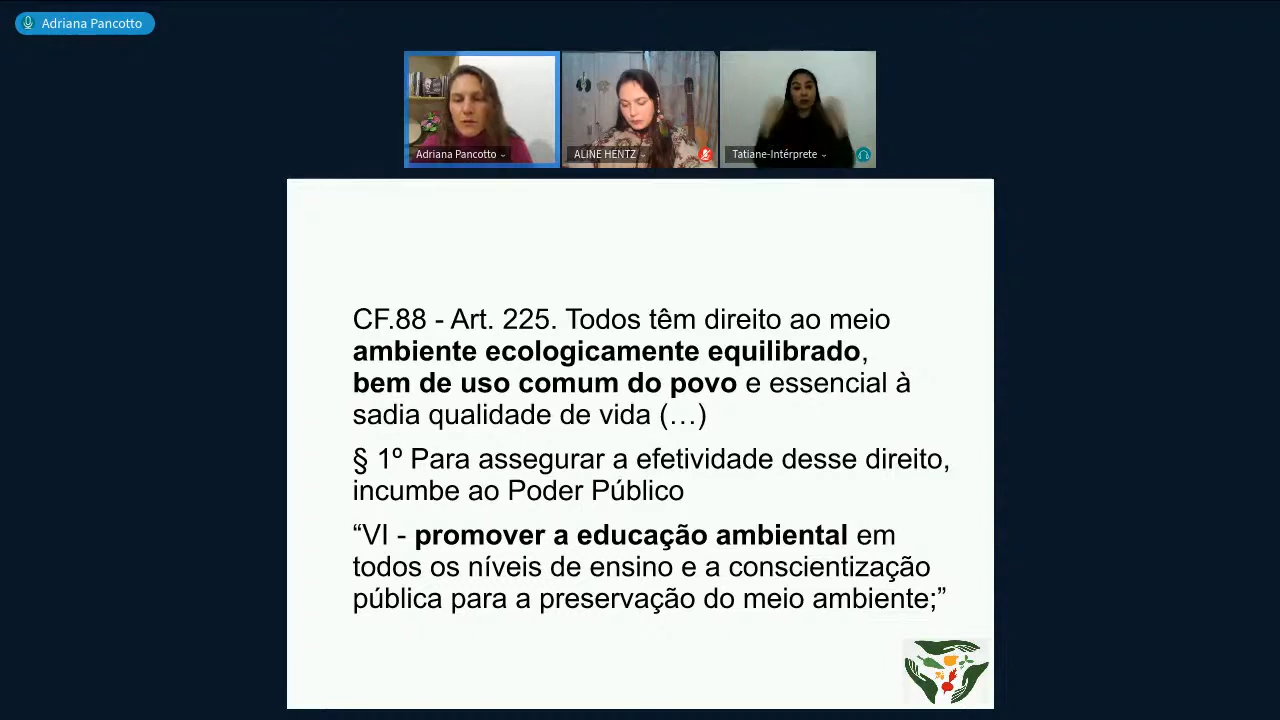 Adriana Pancotto
Adriana Pancotto
ALINE HENTZ
Tatiane-Intérprete
CF.88 - Art. 225. Todos têm direito ao meio
ambiente ecologicamente equilibrado,
bem de uso comum do povo e essencial à
sadia qualidade de vida (…)
§ 1º Para assegurar a efetividade desse direito,
incumbe ao Poder Público
“VI - promover a educação ambiental em
todos os níveis de ensino e a conscientização
pública para a preservação do meio ambiente;”